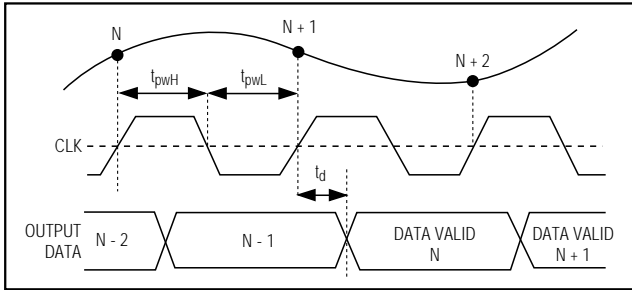 N
N + 1
N + 2
tpwH
tpwL
CLK
td
OUTPUT
DATA
N - 2
N - 1
DATA VALID
N
DATA VALID
N + 1